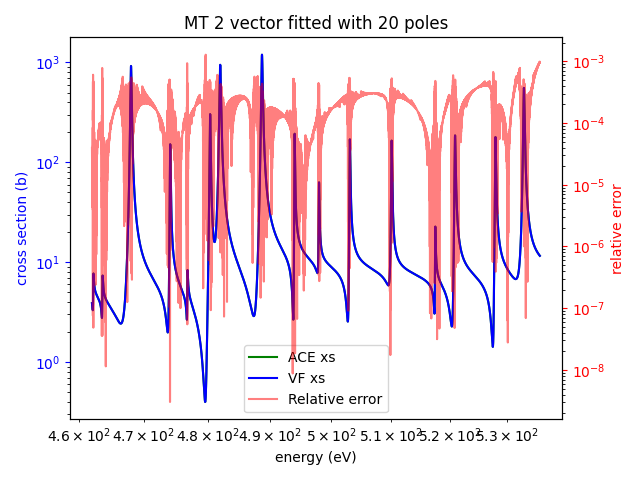 MT 2 vector fitted with 20 poles
cross section (b)
10³
10²
10¹
10⁰
10⁻³
10⁻⁴
10⁻⁵
10⁻⁶
10⁻⁷
10⁻⁸
relative error
ACE xs
VF xs
Relative error
4.6 × 10² 4.7 × 10² 4.8 × 10² 4.9 × 10² 5 × 10² 5.1 × 10² 5.2 × 10² 5.3 × 10²
energy (eV)